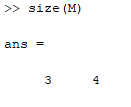 >> size(M)
ans =
3 4